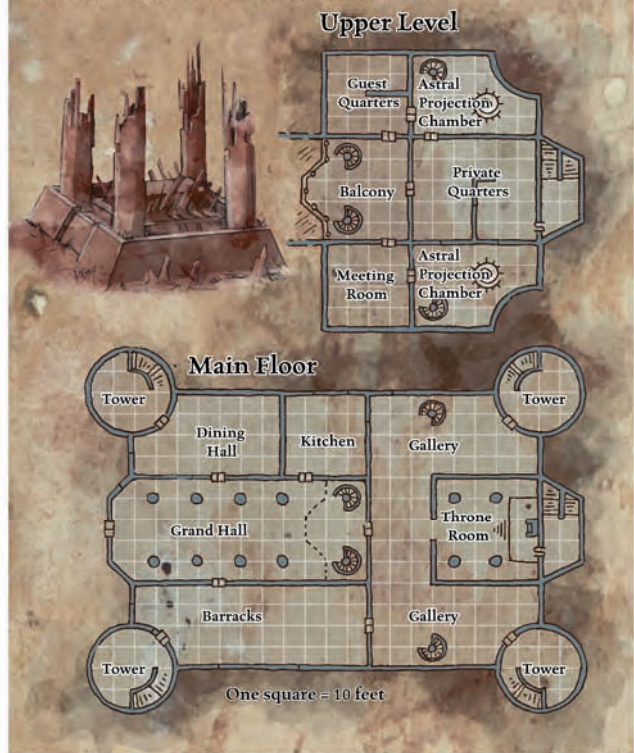 Upper Level
Guest
Quarters
Astral
Projection
Chamber
Balcony
Private
Quarters
Meeting
Room
Astral
Projection
Chamber
Main Floor
Tower
Tower
Dining
Hall
Kitchen
Gallery
Grand Hall
Throne
Room
Barracks
Gallery
Tower
Tower
One square = 10 feet